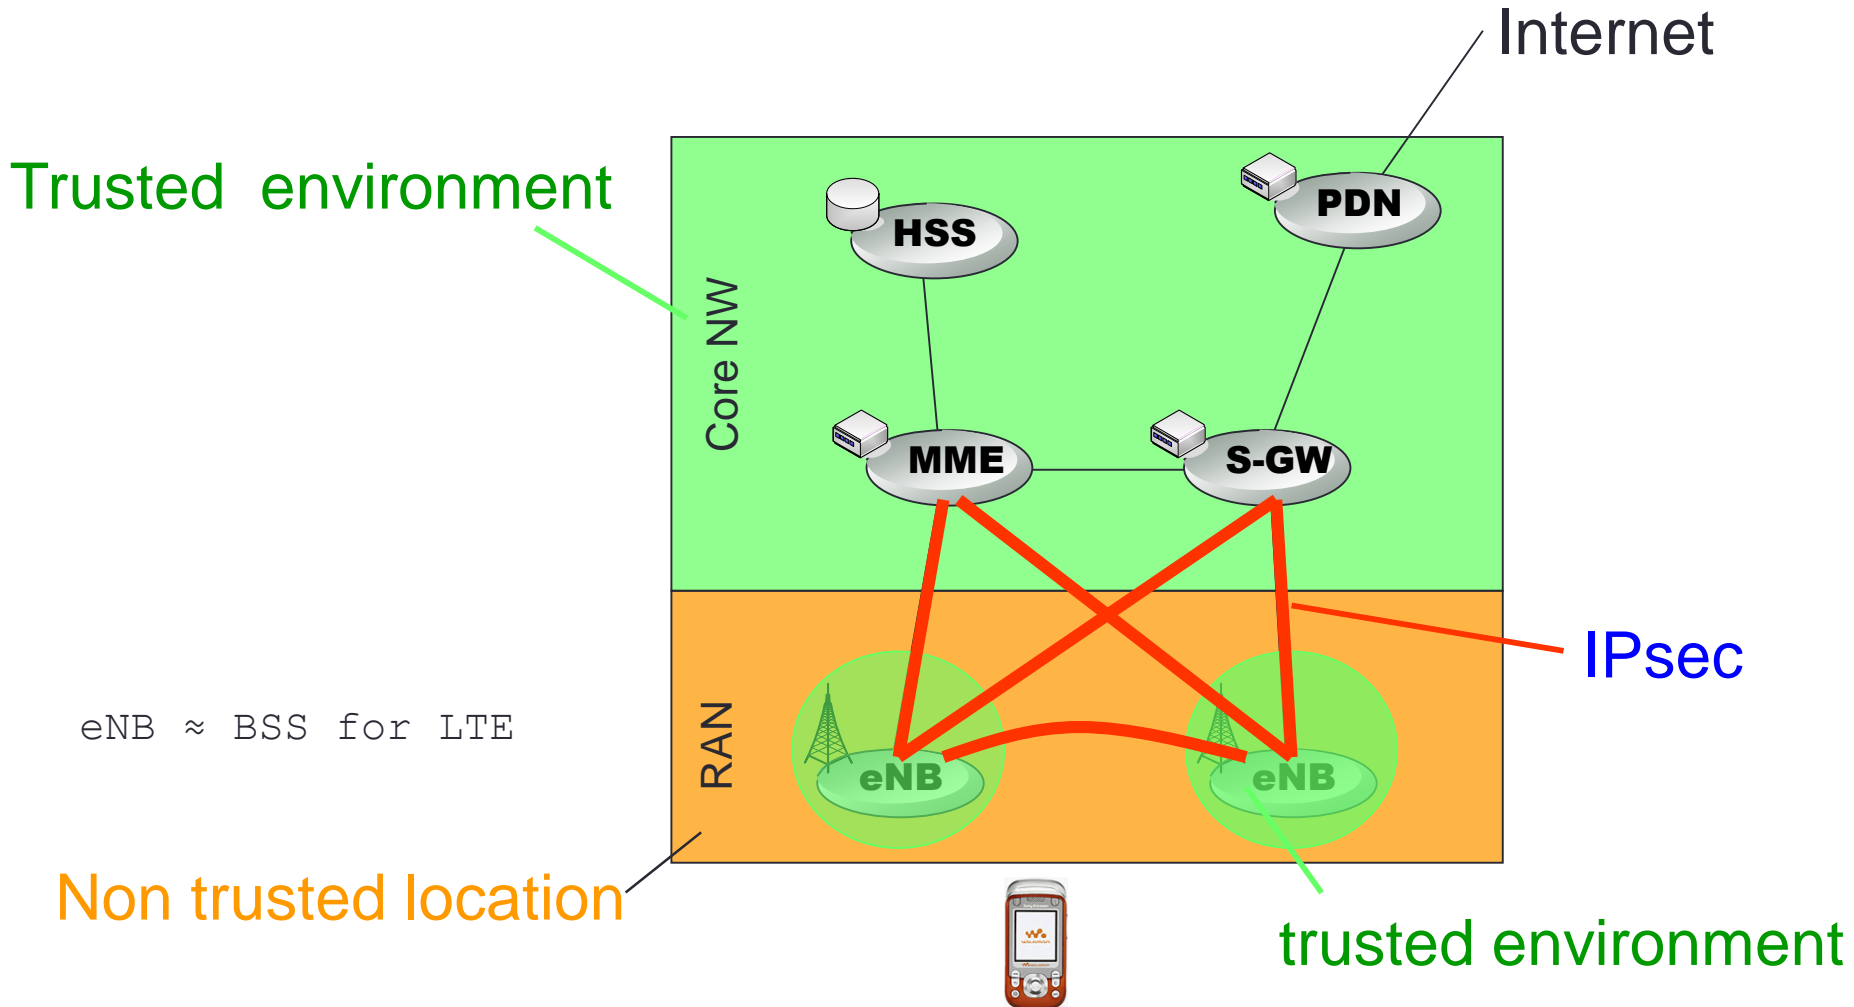 Internet
Trusted environment
PDN
HSS
Core NW
MME
S-GW
IPsec
RAN
eNB ≈ BSS for LTE
eNB
eNB
Non trusted location
trusted environment